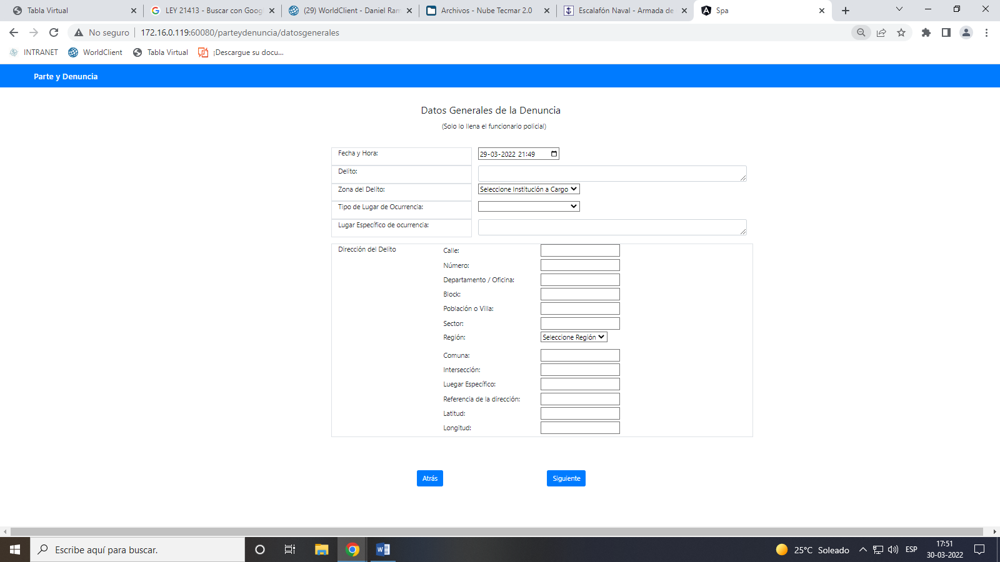 Tabla Virtual
LEY 21413 - Buscar con Goog
(29) WorldClient - Daniel Ram
Archivos - Nube Tecmar 2.0
Escalafón Naval - Armada de
Spa
No seguro
172.16.0.119:60080/parteydenuncia/datosgenerales
INTRANET
WorldClient
Tabla Virtual
¡Descargue su docu...
Parte y Denuncia
Datos Generales de la Denuncia
(Solo lo llena el funcionario policial)
Fecha y Hora:
29-03-2022 21:49
Delito:
Zona del Delito:
Seleccione Institución a Cargo
Tipo de Lugar de Ocurrencia:
Lugar Específico de ocurrencia:
Dirección del Delito
Calle:
Número:
Departamento / Oficina:
Block:
Población o Villa:
Sector:
Región:
Seleccione Región
Comuna:
Intersección:
Luegar Específico:
Referencia de la dirección:
Latitud:
Longitud:
Atrás
Siguiente
Escribe aquí para buscar.
25°C Soleado
ESP
17:51
30-03-2022